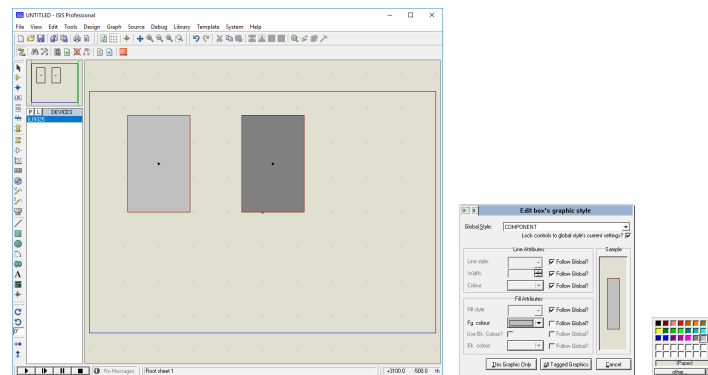 UNTITLED - ISIS Professional
File View Edit Tools Design Graph Source Debug Library Template System Help
P L DEVICES
ILI9325
A
0°
No Messages Root sheet 1 +3100.0 -500.0 th
Edit box's graphic style
Global Style: COMPONENT
Lock controls to global style's current settings?
Line Attributes Sample
Line style: Follow Global?
Width: Follow Global?
Colour: Follow Global?
Fill Attributes
Fill style: Follow Global?
Fg. colour: Follow Global?
Use Bk. Colour? Follow Global?
Bk. colour: Follow Global?
This Graphic Only All Tagged Graphics Cancel
(Paper)
other...